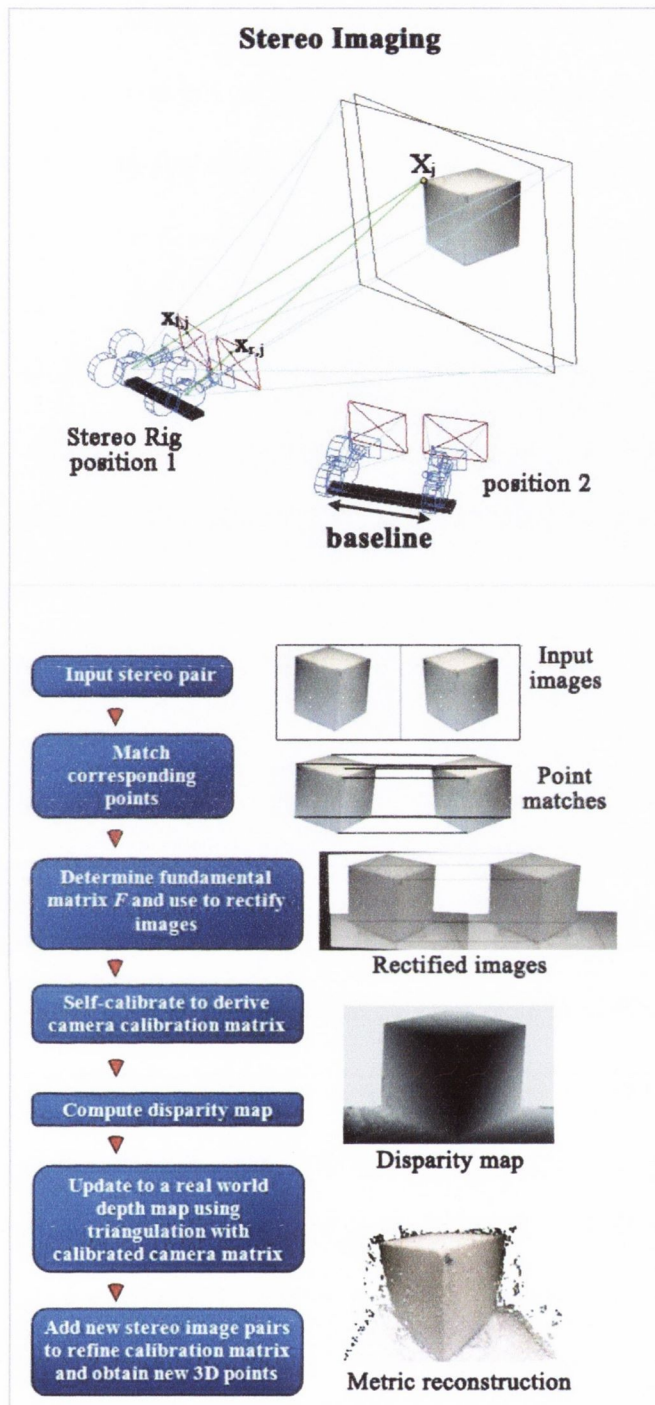 Stereo Imaging
X_j
x_l,j
x_r,j
Stereo Rig
position 1
position 2
baseline
Input stereo pair
Input
images
Match
corresponding
points
Point
matches
Determine fundamental
matrix F and use to rectify
images
Rectified images
Self-calibrate to derive
camera calibration matrix
Compute disparity map
Disparity map
Update to a real world
depth map using
triangulation with
calibrated camera matrix
Add new stereo image pairs
to refine calibration matrix
and obtain new 3D points
Metric reconstruction